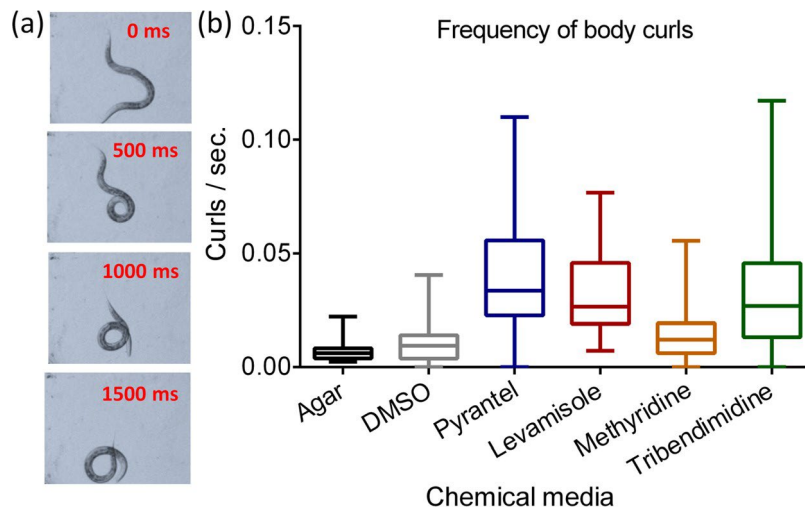 (a)
0 ms
500 ms
1000 ms
1500 ms
(b)
Frequency of body curls
Curls / sec.
0.15
0.10
0.05
0.00
Agar
DMSO
Pyrantel
Levamisole
Methyridine
Tribendimidine
Chemical media